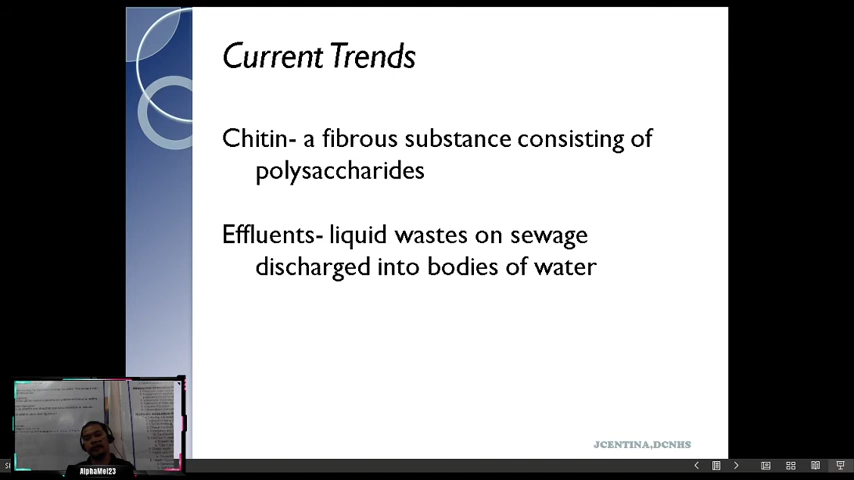 Current Trends
Chitin- a fibrous substance consisting of
polysaccharides
Effluents- liquid wastes on sewage
discharged into bodies of water
JCENTINA,DCNHS
AlphaMel23